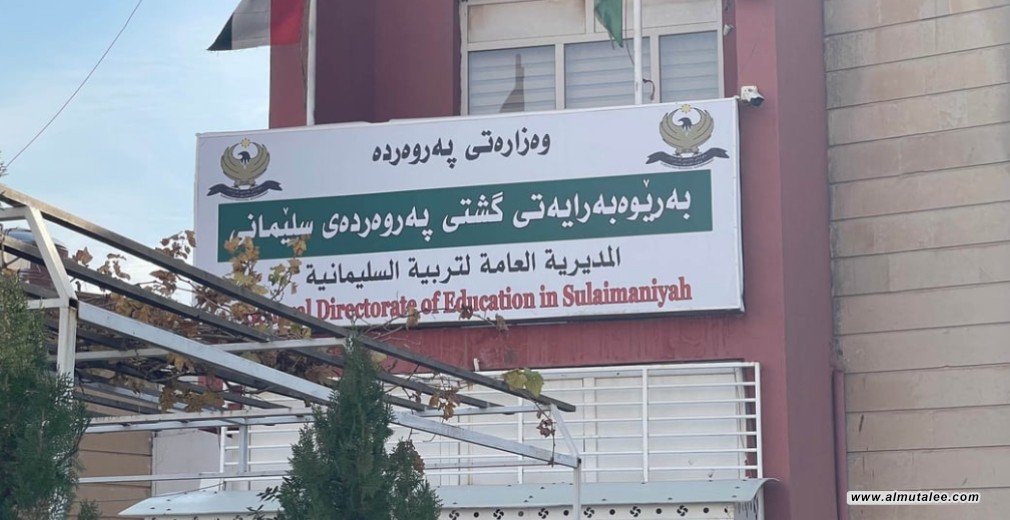 وەزارەتی پەروەردە
بەڕێوەبەرایەتی گشتی پەروەردەی سلێمانی
المديرية العامة لتربية السليمانية
Directorate of Education in Sulaimaniyah
www.almutalee.com